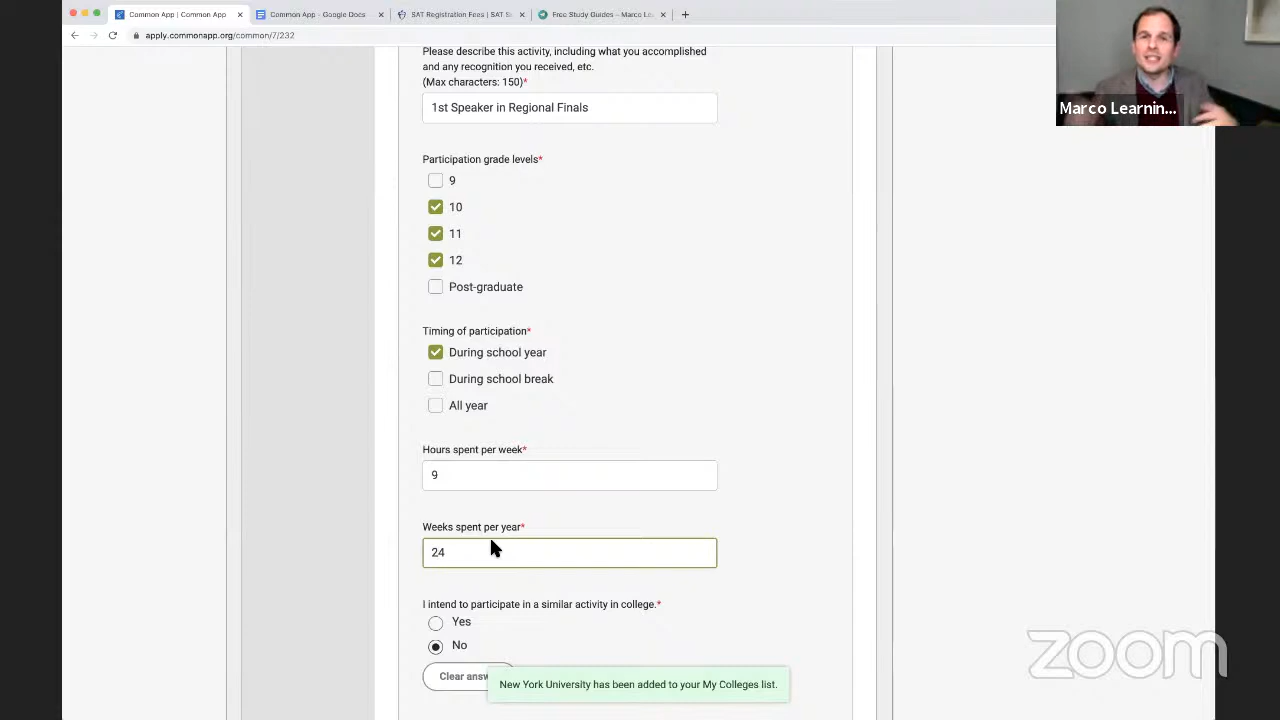 Common App | Common App
Common App - Google Docs
SAT Registration Fees | SAT S
Free Study Guides – Marco Le
apply.commonapp.org/common/7/232
Marco Learnin...
Please describe this activity, including what you accomplished
and any recognition you received, etc.
(Max characters: 150)*
1st Speaker in Regional Finals
Participation grade levels*
9
10
11
12
Post-graduate
Timing of participation*
During school year
During school break
All year
Hours spent per week*
9
Weeks spent per year*
24
I intend to participate in a similar activity in college.*
Yes
No
Clear answ
New York University has been added to your My Colleges list.
zoom